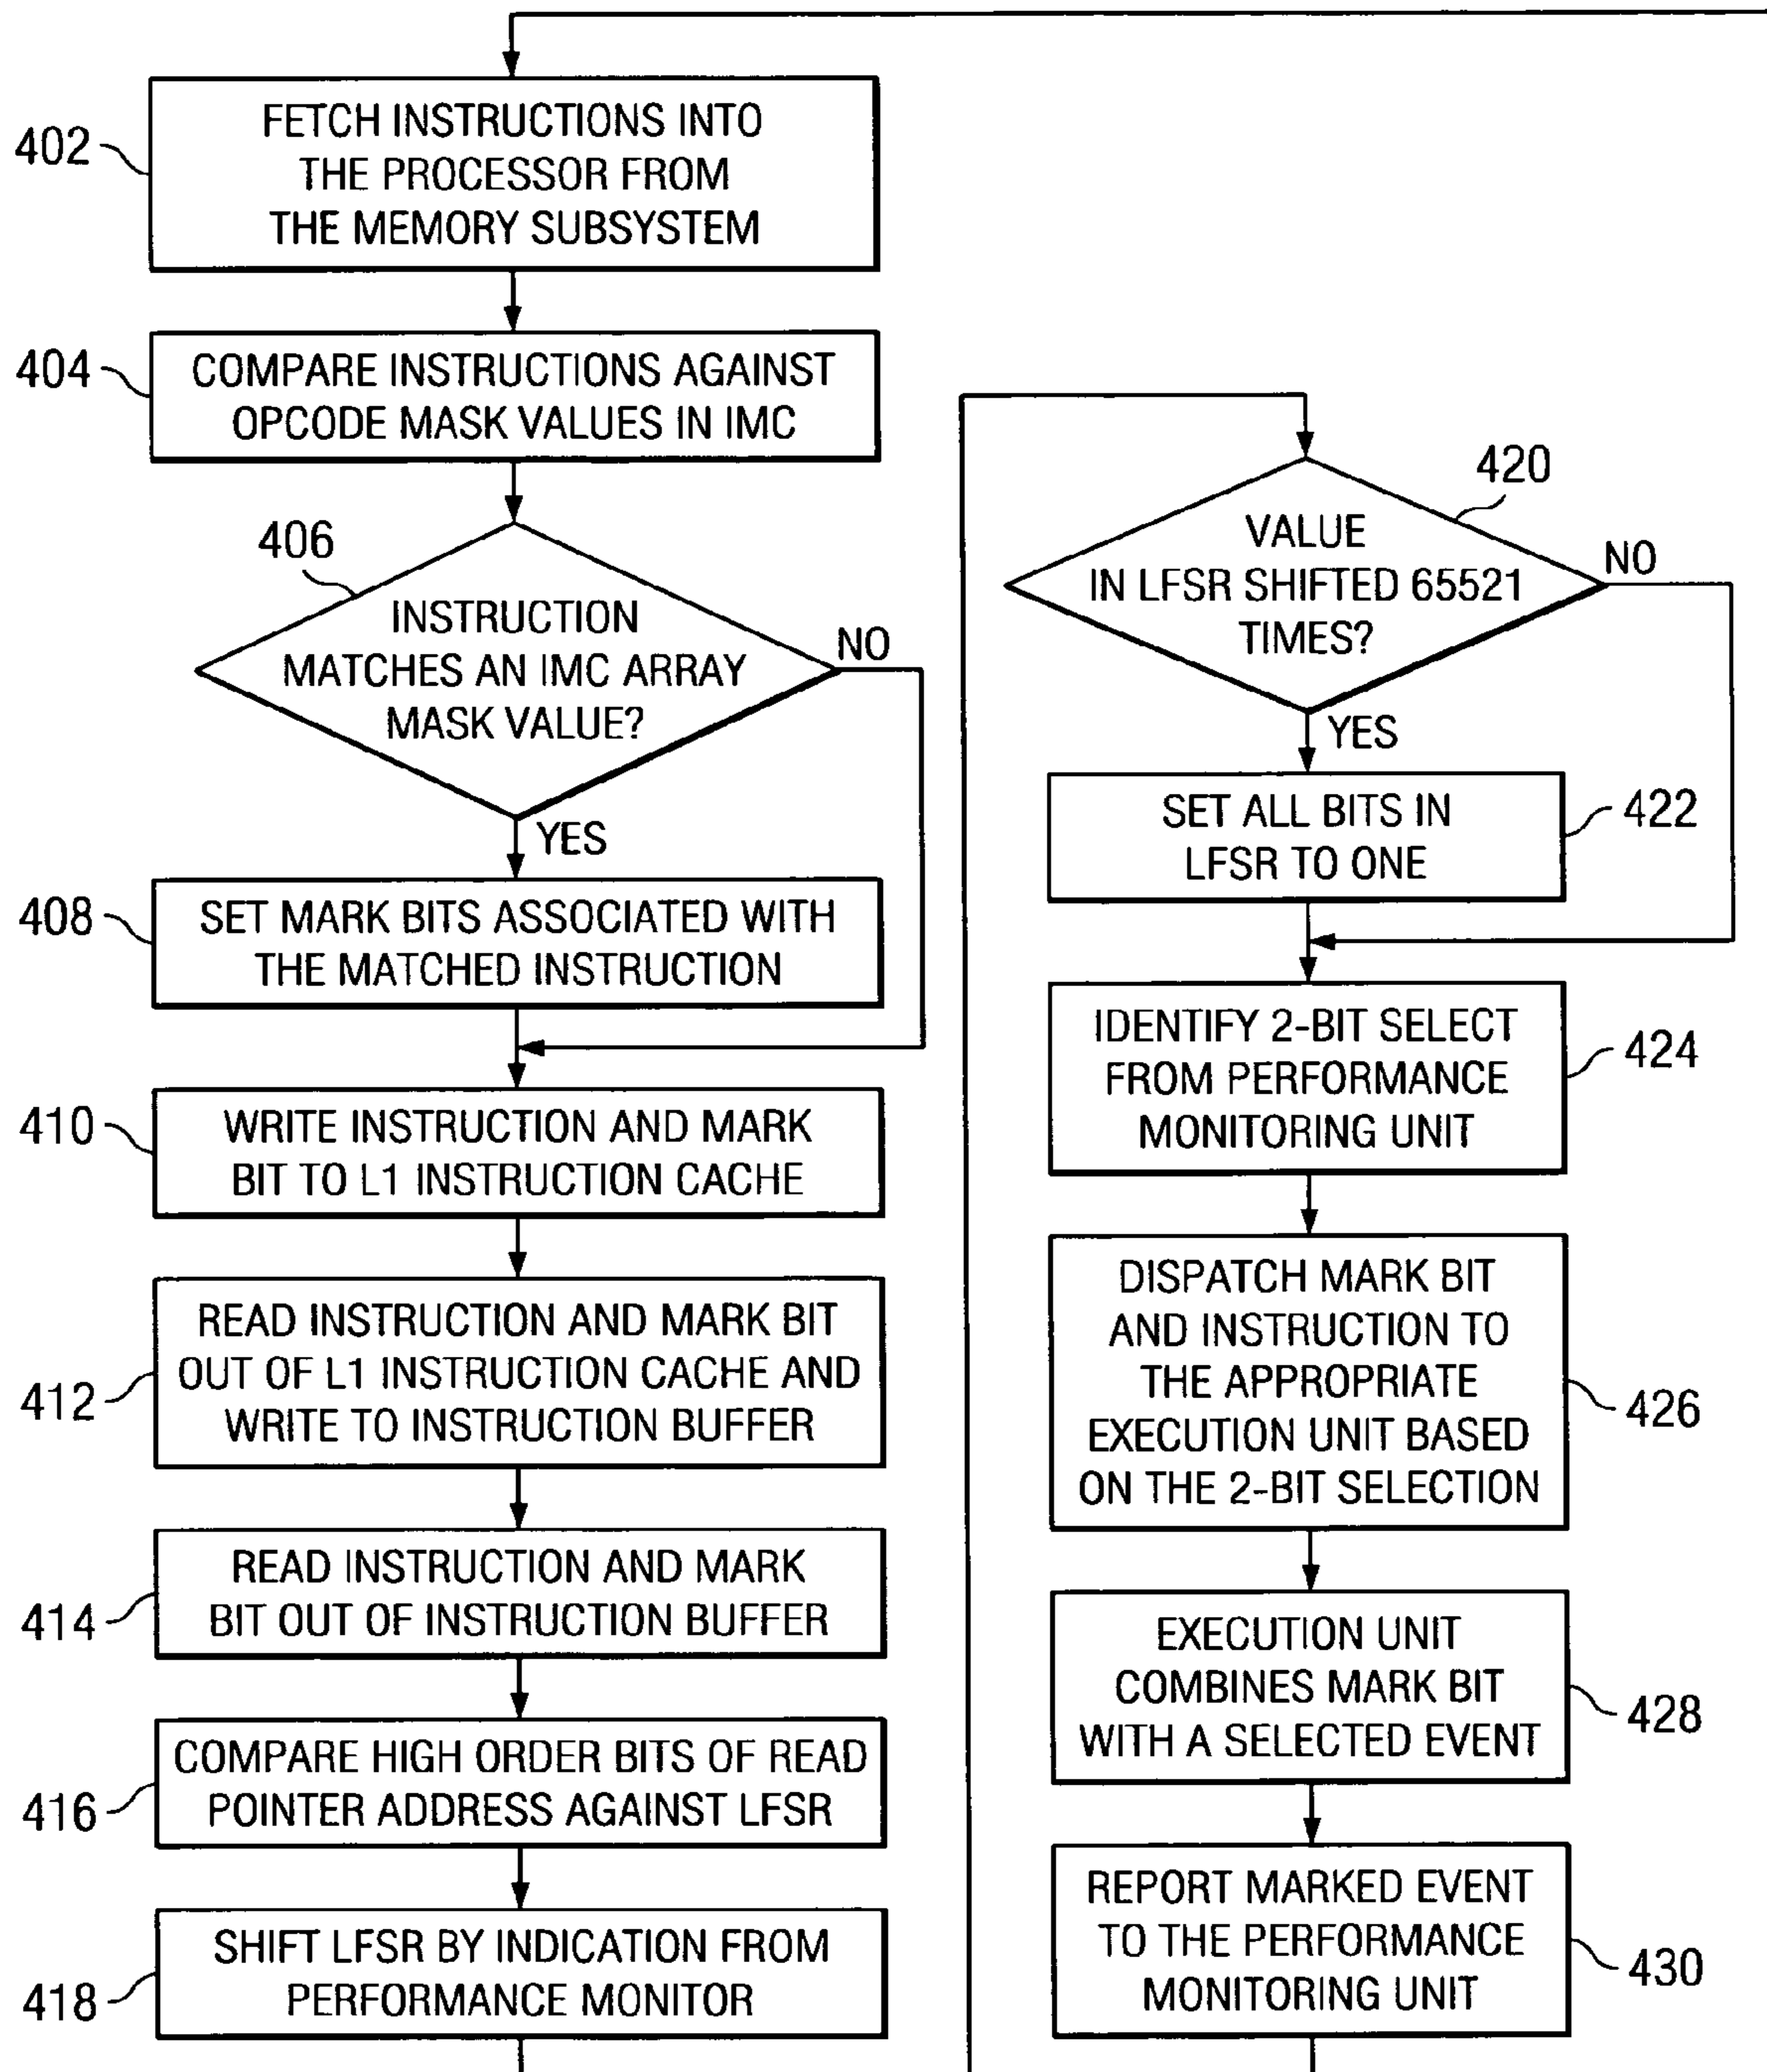 402
FETCH INSTRUCTIONS INTO
THE PROCESSOR FROM
THE MEMORY SUBSYSTEM
404
COMPARE INSTRUCTIONS AGAINST
OPCODE MASK VALUES IN IMC
406
INSTRUCTION
MATCHES AN IMC ARRAY
MASK VALUE?
NO
YES
408
SET MARK BITS ASSOCIATED WITH
THE MATCHED INSTRUCTION
410
WRITE INSTRUCTION AND MARK
BIT TO L1 INSTRUCTION CACHE
412
READ INSTRUCTION AND MARK BIT
OUT OF L1 INSTRUCTION CACHE AND
WRITE TO INSTRUCTION BUFFER
414
READ INSTRUCTION AND MARK
BIT OUT OF INSTRUCTION BUFFER
416
COMPARE HIGH ORDER BITS OF READ
POINTER ADDRESS AGAINST LFSR
418
SHIFT LFSR BY INDICATION FROM
PERFORMANCE MONITOR
420
VALUE
IN LFSR SHIFTED 65521
TIMES?
NO
YES
SET ALL BITS IN
LFSR TO ONE
422
IDENTIFY 2-BIT SELECT
FROM PERFORMANCE
MONITORING UNIT
424
DISPATCH MARK BIT
AND INSTRUCTION TO
THE APPROPRIATE
EXECUTION UNIT BASED
ON THE 2-BIT SELECTION
426
EXECUTION UNIT
COMBINES MARK BIT
WITH A SELECTED EVENT
428
REPORT MARKED EVENT
TO THE PERFORMANCE
MONITORING UNIT
430